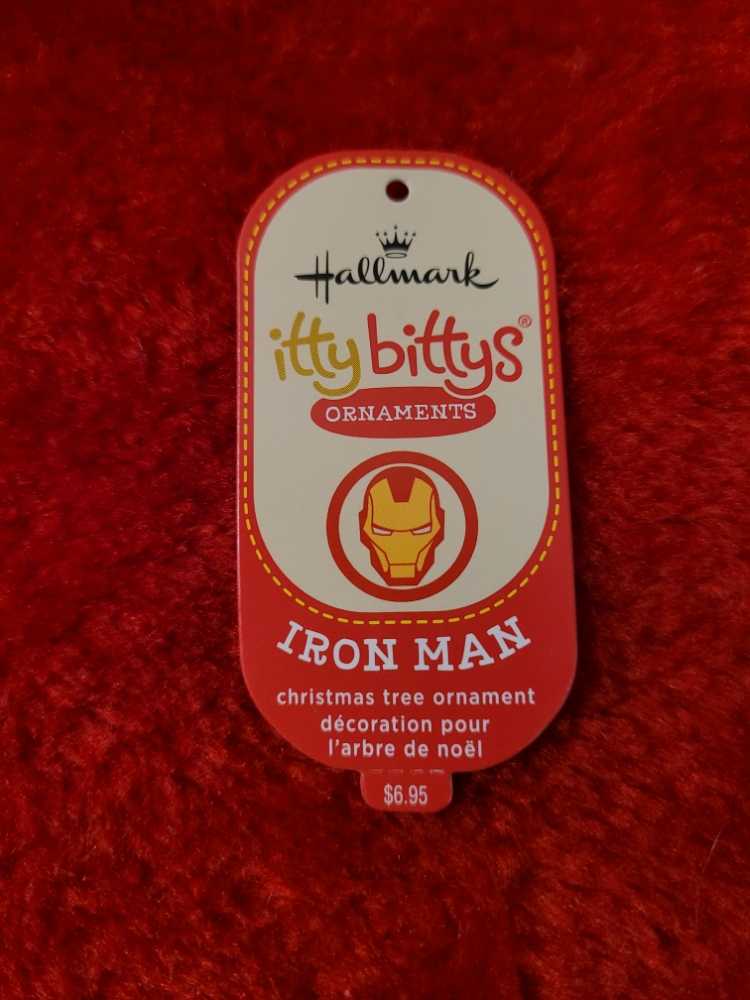 Hallmark
itty bittys®
ORNAMENTS
IRON MAN
christmas tree ornament
décoration pour
l'arbre de noël
$6.95